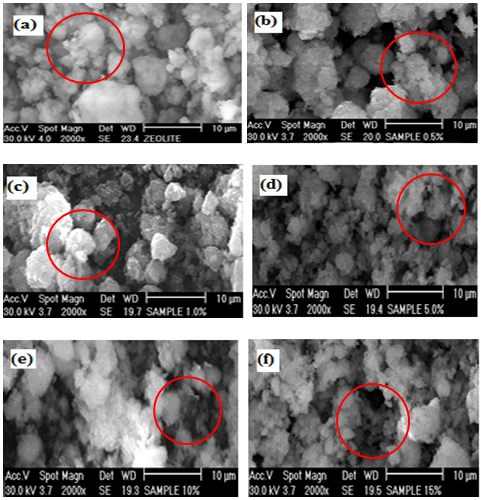 (a)
Acc.V Spot Magn Det WD 10 µm
30.0 kV 4.0 2000x SE 23.4 ZEOLITE
(b)
Acc.V Spot Magn Det WD 10 µm
30.0 kV 3.7 2000x SE 20.0 SAMPLE 0.5%
(c)
Acc.V Spot Magn Det WD 10 µm
30.0 kV 3.7 2000x SE 19.7 SAMPLE 1.0%
(d)
Acc.V Spot Magn Det WD 10 µm
30.0 kV 3.7 2000x SE 19.4 SAMPLE 5.0%
(e)
Acc.V Spot Magn Det WD 10 µm
30.0 kV 3.7 2000x SE 19.3 SAMPLE 10%
(f)
Acc.V Spot Magn Det WD 10 µm
30.0 kV 3.7 2000x SE 19.5 SAMPLE 15%